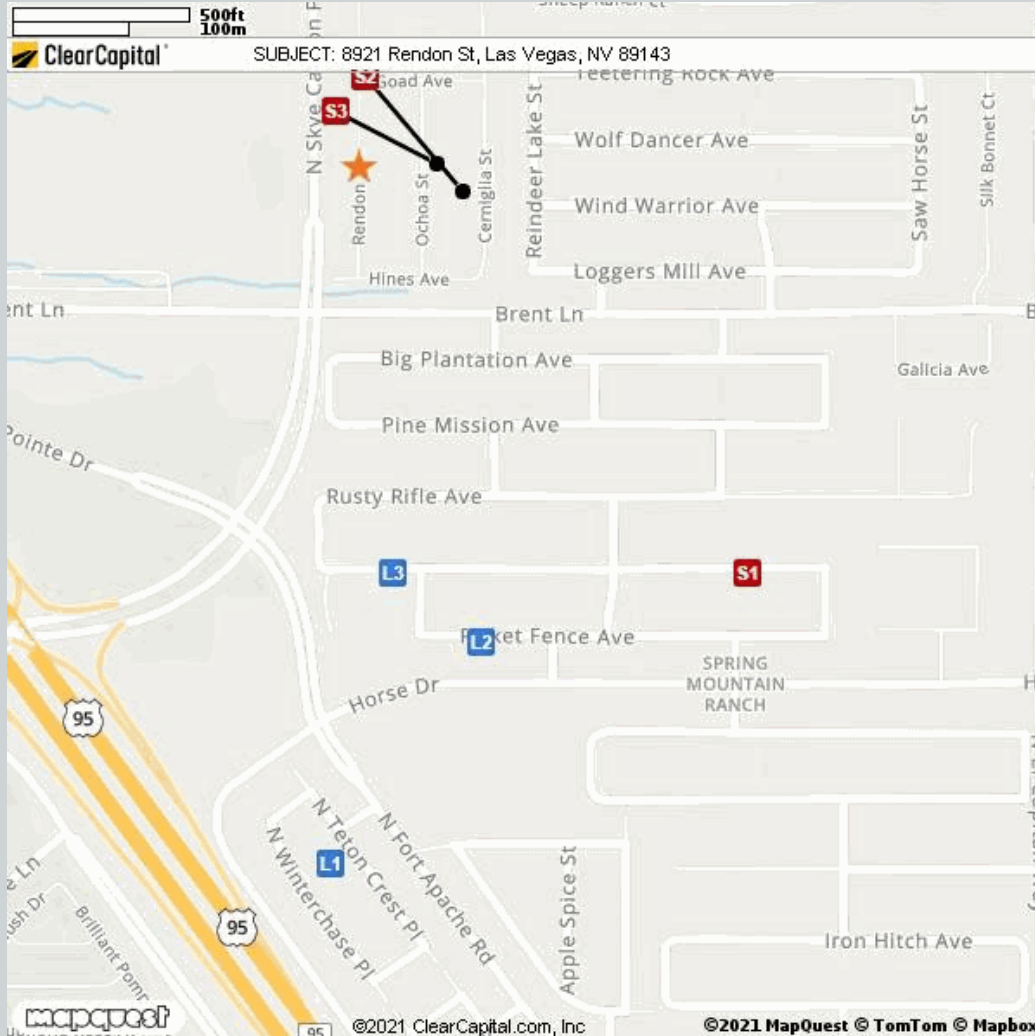 500ft
100m
ClearCapital
SUBJECT: 8921 Rendon St, Las Vegas, NV 89143
N Skye
S2
Goad Ave
Teetering Rock Ave
S3
Wolf Dancer Ave
Reindeer Lake St
Saw Horse St
Silk Bonnet Ct
Rendon
Ochoa St
Cerniglia St
Wind Warrior Ave
Hines Ave
Loggers Mill Ave
ent Ln
Brent Ln
Big Plantation Ave
Galicia Ave
Pine Mission Ave
Pointe Dr
Rusty Rifle Ave
L3
S1
L2
ket Fence Ave
SPRING
MOUNTAIN
RANCH
Horse Dr
95
N Teton Crest Pl
N Fort Apache Rd
N Winterchase Pl
L1
Apple Spice St
e Ln
ush Dr
Brilliant Pomp
95
Iron Hitch Ave
mapquest
95
©2021 ClearCapital.com, Inc
©2021 MapQuest © TomTom © Mapbo